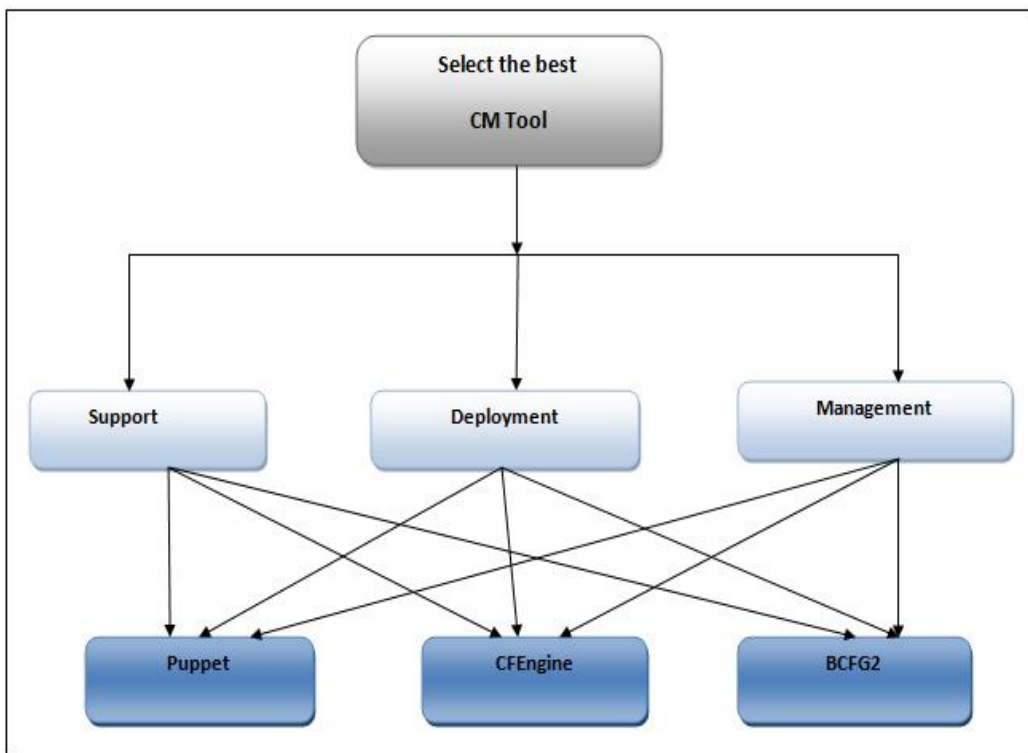 Select the best
CM Tool
Support
Deployment
Management
Puppet
CFEngine
BCFG2